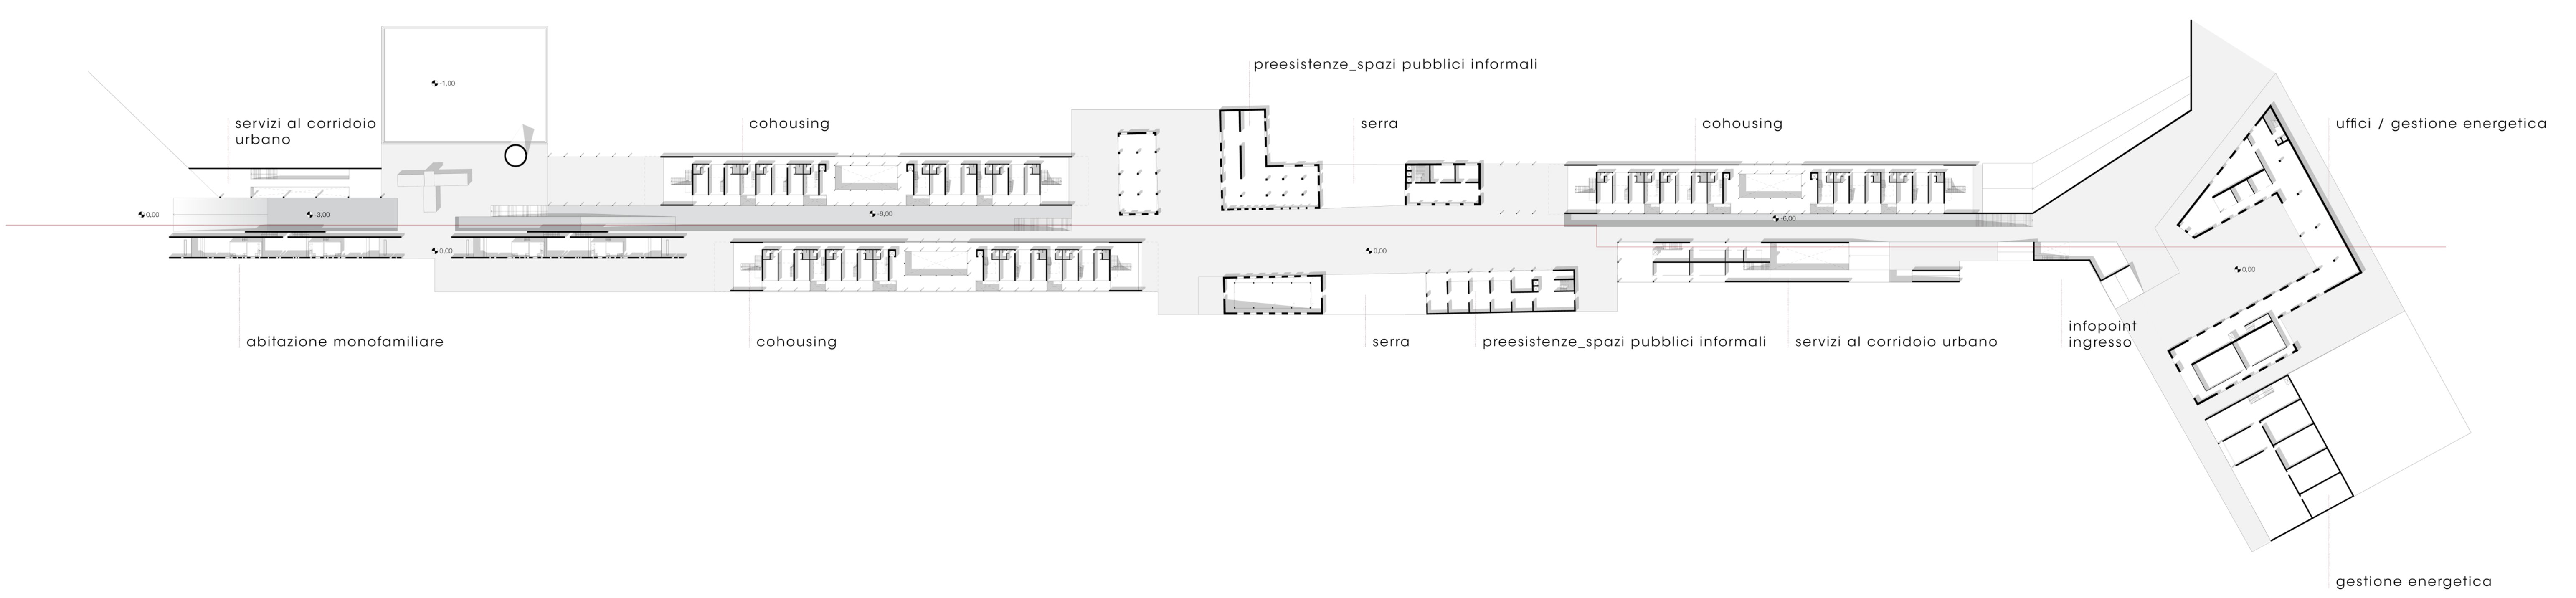 preesistenze_spazi pubblici informali
-1,00
servizi al corridoio
urbano
cohousing
serra
cohousing
uffici / gestione energetica
0,00
-3,00
-6,00
-6,00
0,00
0,00
0,00
abitazione monofamiliare
cohousing
serra
preesistenze_spazi pubblici informali
servizi al corridoio urbano
infopoint
ingresso
gestione energetica